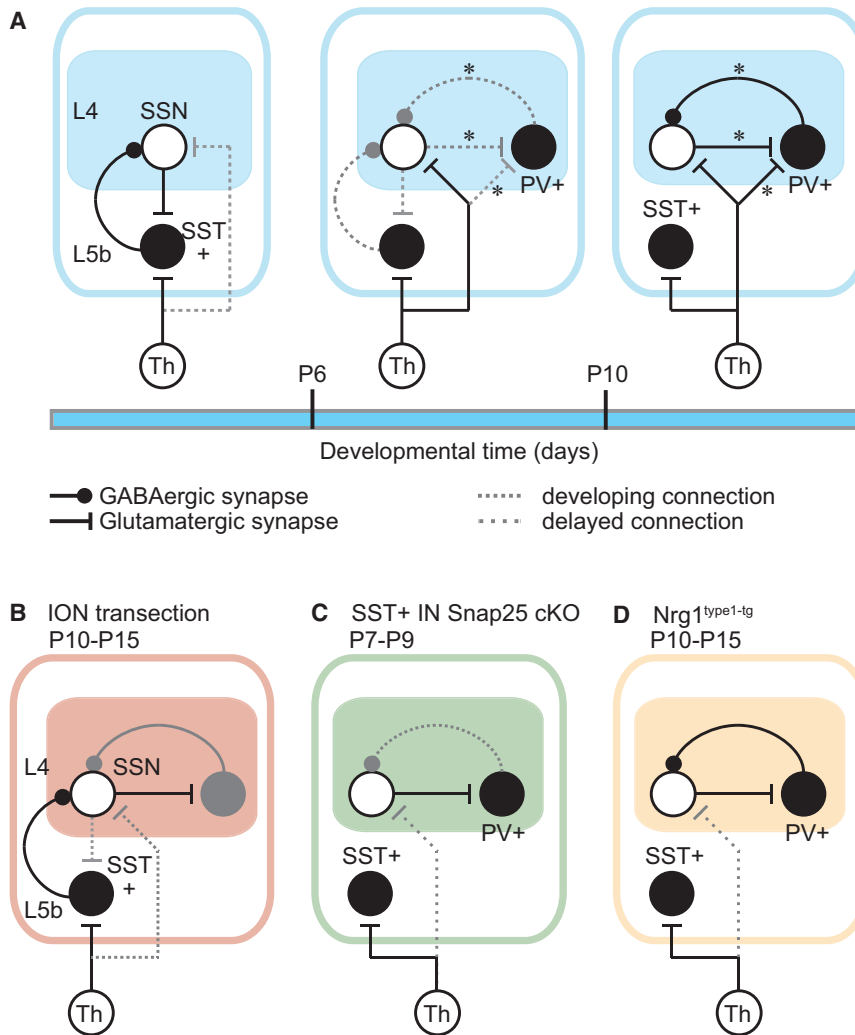 A
L4
SSN
L5b
SST
+
Th
*
*
*
PV+
Th
*
*
*
PV+
SST+
Th
P6
P10
Developmental time (days)
GABAergic synapse
Glutamatergic synapse
developing connection
delayed connection
B ION transection
P10-P15
L4
SSN
L5b
SST
+
Th
C SST+ IN Snap25 cKO
P7-P9
PV+
SST+
Th
D Nrg1type1-tg
P10-P15
PV+
SST+
Th